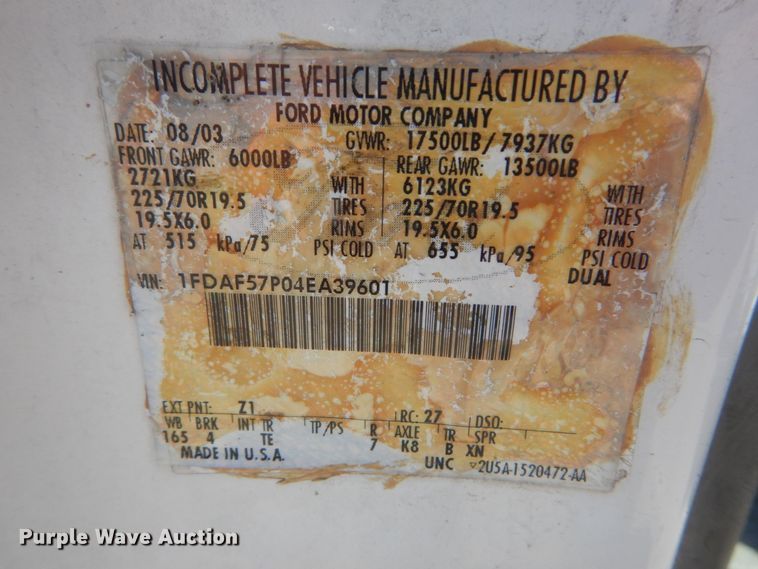 INCOMPLETE VEHICLE MANUFACTURED BY
FORD MOTOR COMPANY
DATE: 08/03 GVWR: 17500LB/7937KG
FRONT GAWR: 6000LB REAR GAWR: 13500LB
2721KG WITH 6123KG WITH
225/70R19.5 TIRES 225/70R19.5 TIRES
19.5X6.0 RIMS 19.5X6.0 RIMS
AT 515 kPa/75 PSI COLD AT 655 kPa/95 PSI COLD
DUAL
VIN: 1FDAF57P04EA39601
EXT PNT: Z1 RC: 27 DSO:
WB BRK INT TR TP/PS R AXLE TR SPR
165 4 TE 7 K8 B XN
MADE IN U.S.A. UNC ▽2U5A-1520472-AA
Purple Wave Auction